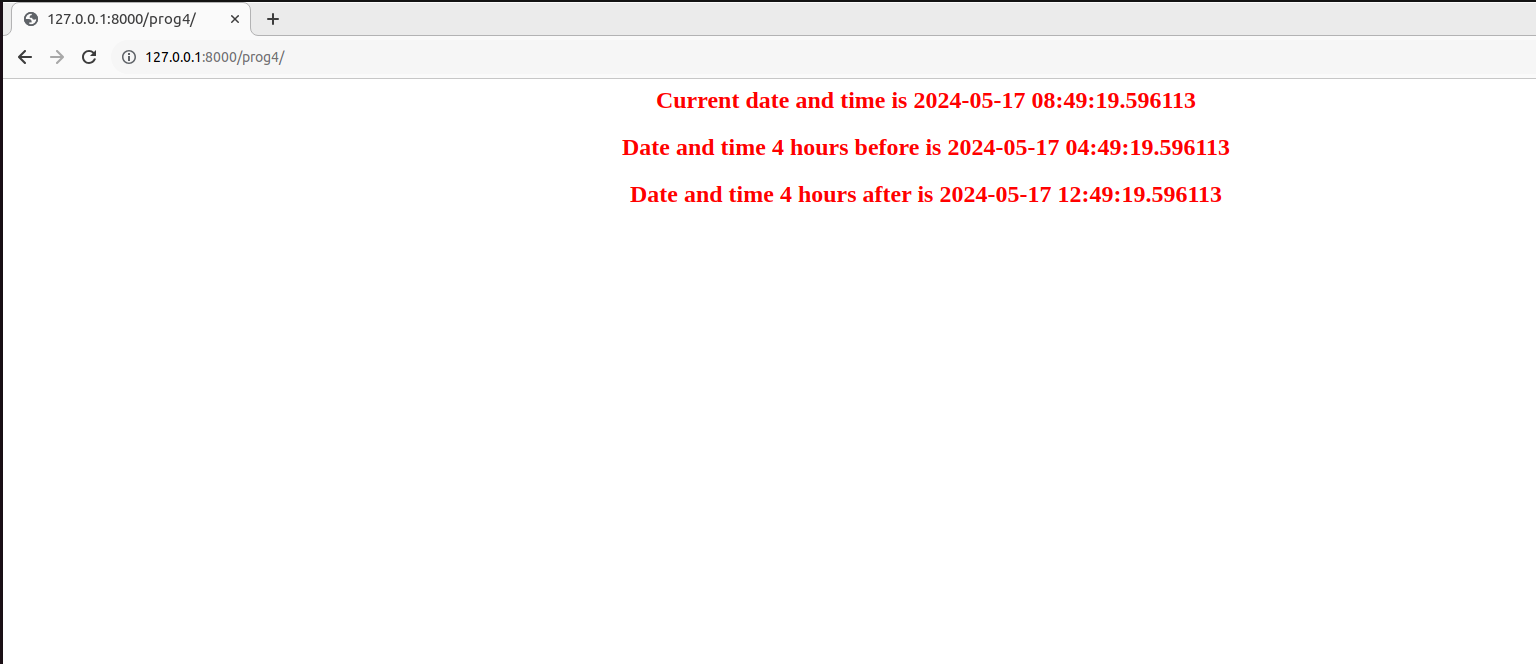 127.0.0.1:8000/prog4/
127.0.0.1:8000/prog4/
Current date and time is 2024-05-17 08:49:19.596113
Date and time 4 hours before is 2024-05-17 04:49:19.596113
Date and time 4 hours after is 2024-05-17 12:49:19.596113